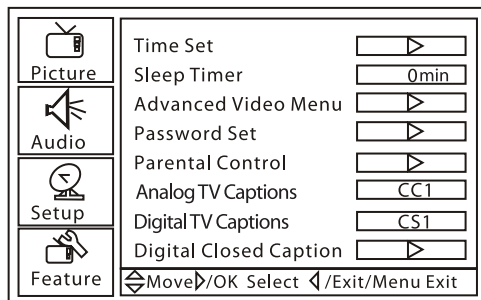 Picture
Audio
Setup
Feature
Time Set
Sleep Timer 0min
Advanced Video Menu
Password Set
Parental Control
Analog TV Captions CC1
Digital TV Captions CS1
Digital Closed Caption
Move /OK Select /Exit/Menu Exit